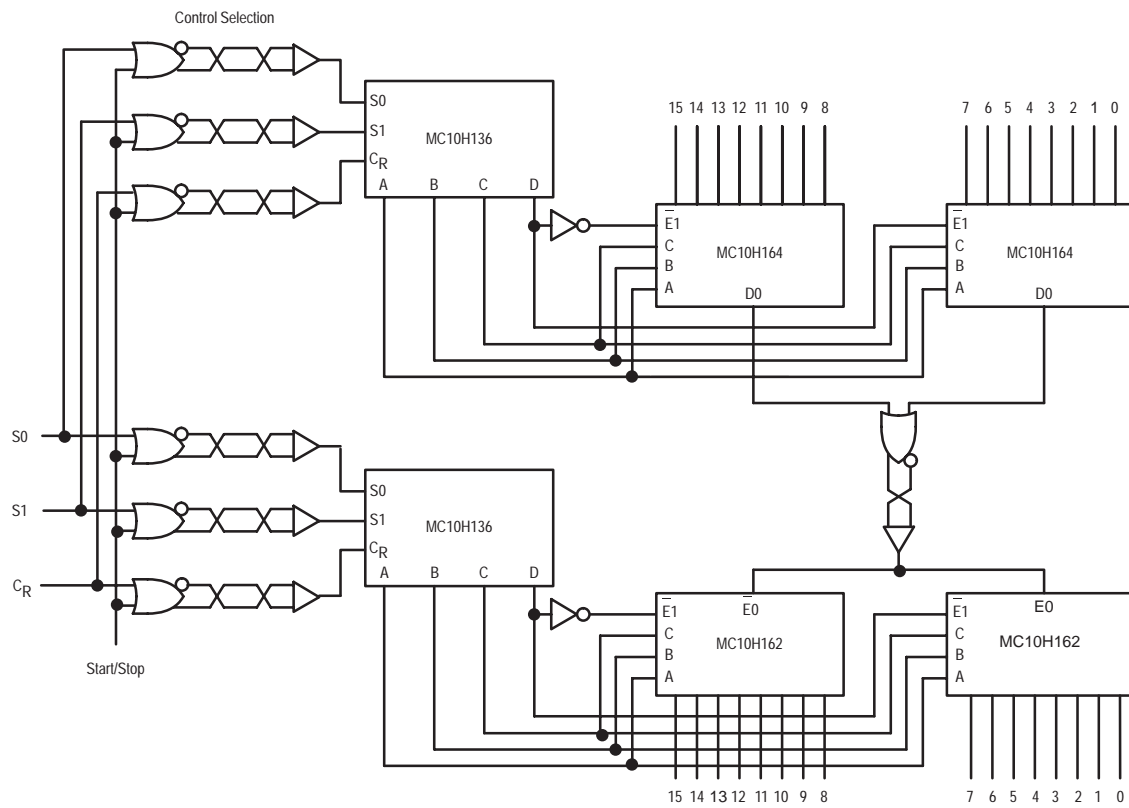 Control Selection
15 14 13 12 11 10 9 8
7 6 5 4 3 2 1 0
S0
S1
CR
MC10H136
A B C D
E1
C
B
A
MC10H164
D0
E1
C
B
A
MC10H164
D0
S0
S1
CR
Start/Stop
S0
S1
CR
MC10H136
A B C D
E1
C
B
A
E0
MC10H162
E1
C
B
A
E0
MC10H162
15 14 13 12 11 10 9 8
7 6 5 4 3 2 1 0